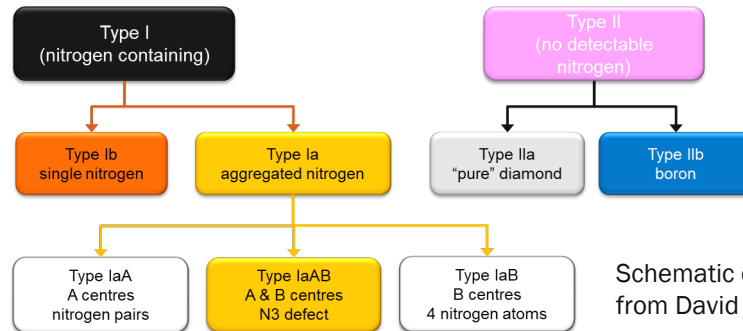 Type I
(nitrogen containing)
Type II
(no detectable
nitrogen)
Type Ib
single nitrogen
Type Ia
aggregated nitrogen
Type IIa
“pure” diamond
Type IIb
boron
Type IaA
A centres
nitrogen pairs
Type IaAB
A & B centres
N3 defect
Type IaB
B centres
4 nitrogen atoms
Schematic
from David